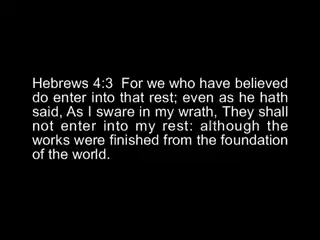 Hebrews 4:3  For we who have believed
do enter into that rest; even as he hath
said, As I sware in my wrath, They shall
not enter into my rest: although the
works were finished from the foundation
of the world.